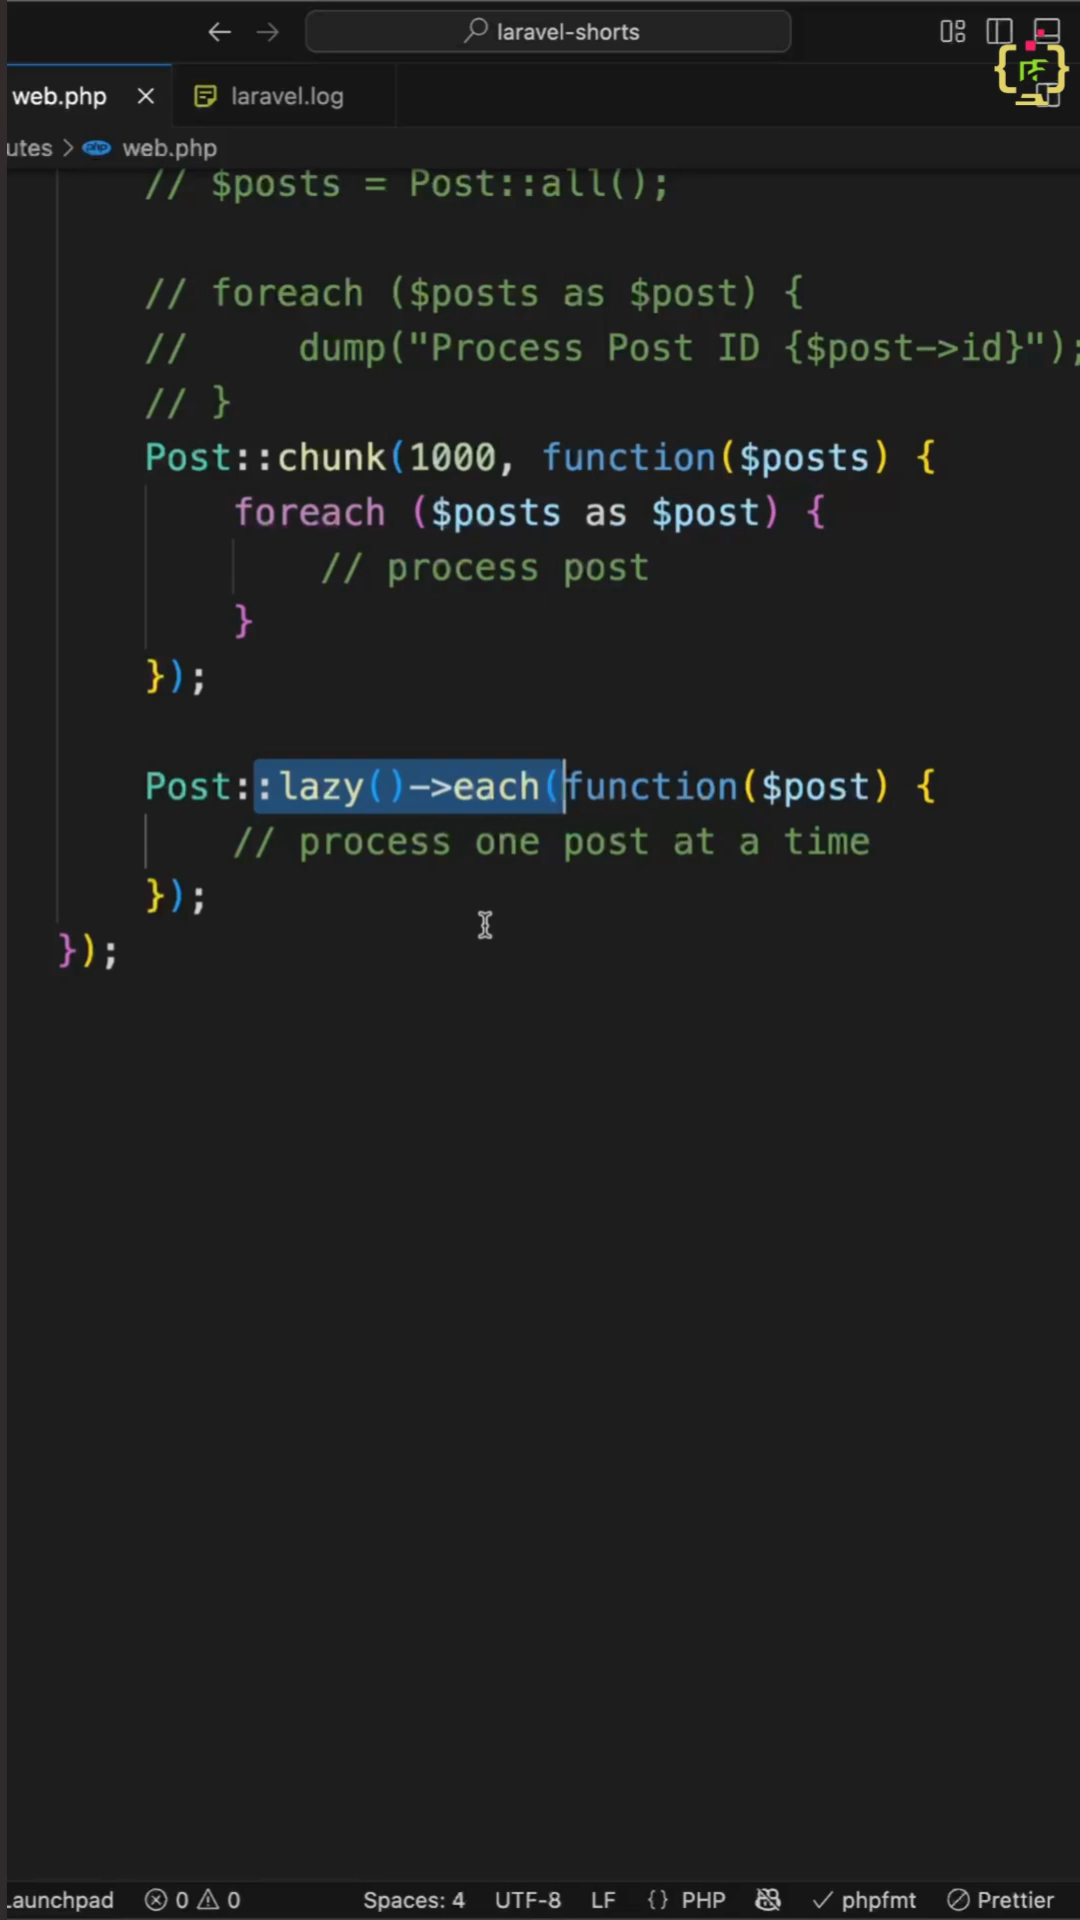 laravel-shorts
web.php
laravel.log
utes > php web.php
// $posts = Post::all();
// foreach ($posts as $post) {
//     dump("Process Post ID {$post->id}");
// }
Post::chunk(1000, function($posts) {
    foreach ($posts as $post) {
        // process post
    }
});
Post::lazy()->each(function($post) {
    // process one post at a time
});
});
aunchpad 0 0 Spaces: 4 UTF-8 LF {} PHP phpfmt Prettier